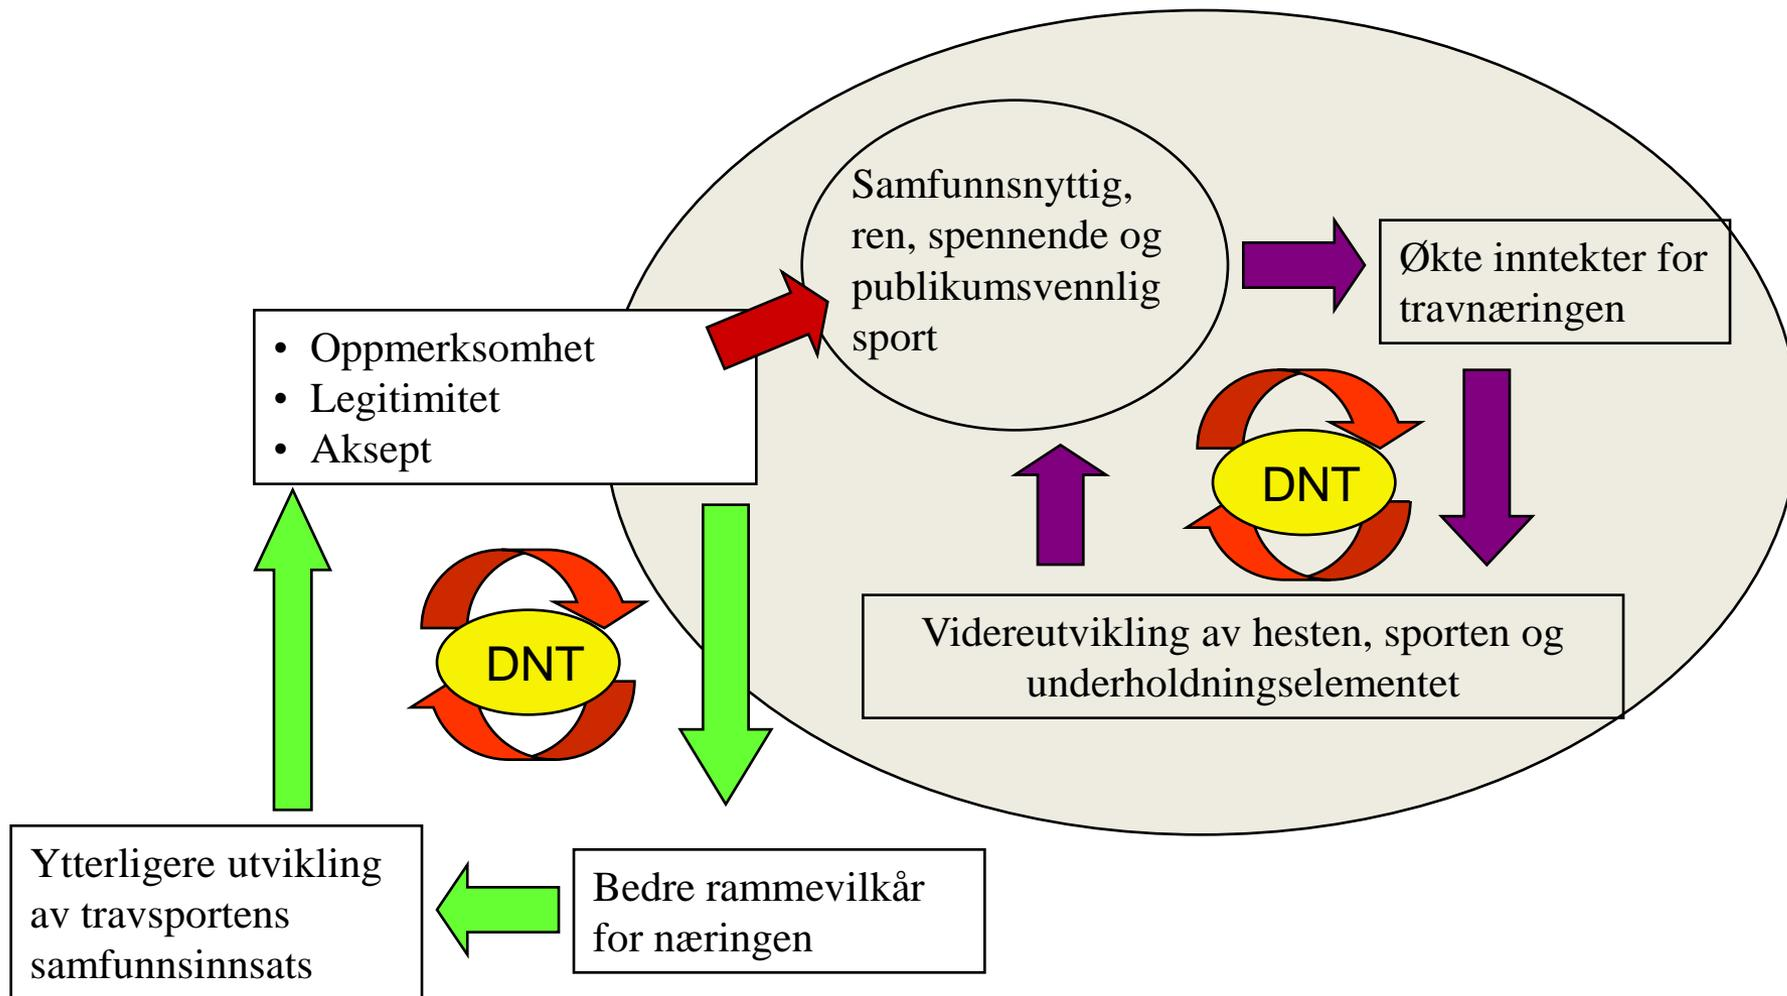 Samfunnsnyttig,
ren, spennende og
publikumsvennlig
sport
Økte inntekter for
travnæringen
• Oppmerksomhet
• Legitimitet
• Aksept
DNT
Videreutvikling av hesten, sporten og
underholdningselementet
DNT
Ytterligere utvikling
av travsportens
samfunnsinnsats
Bedre rammevilkår
for næringen